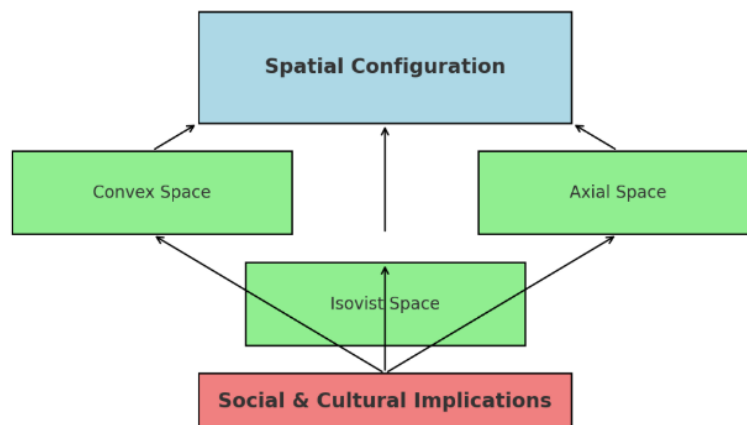 Spatial Configuration
Convex Space
Axial Space
Isovist Space
Social & Cultural Implications